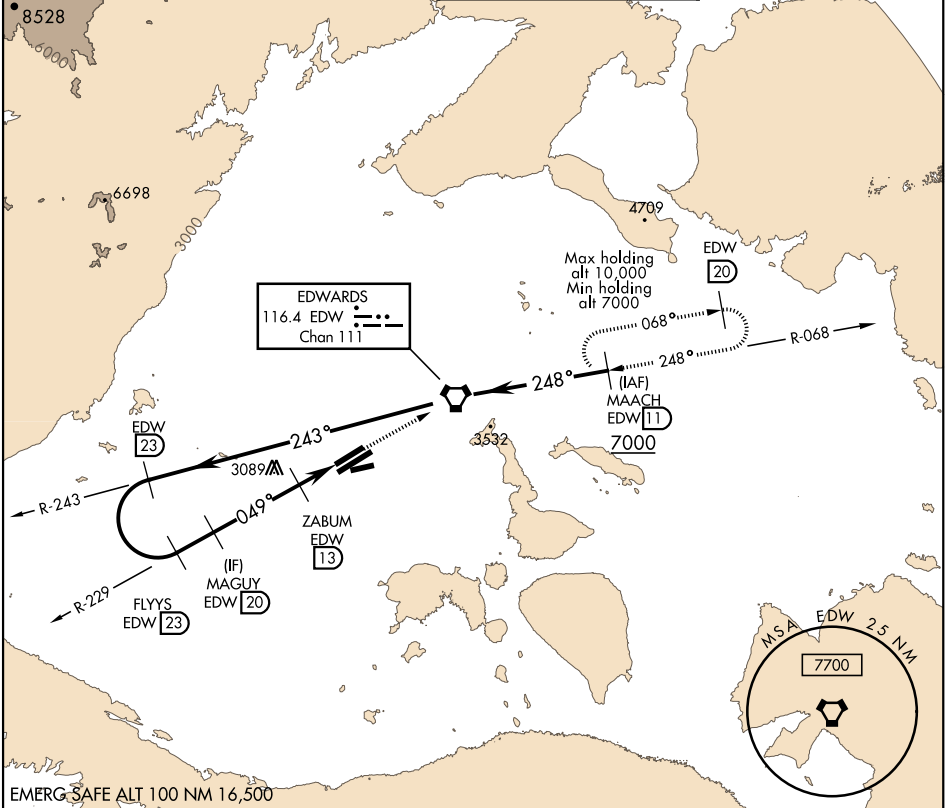 8528
6000
6698
3000
4709
Max holding
alt 10,000
Min holding
alt 7000
EDW
20
068°
R-068
248°
EDWARDS
116.4 EDW
Chan 111
248°
(IAF)
MAACH
EDW 11
7000
3532
EDW
23
243°
3089
R-243
049°
ZABUM
EDW
13
(IF)
MAGUY
EDW 20
FLYYS
EDW 23
R-229
MSA EDW 25 NM
7700
EMERG SAFE ALT 100 NM 16,500